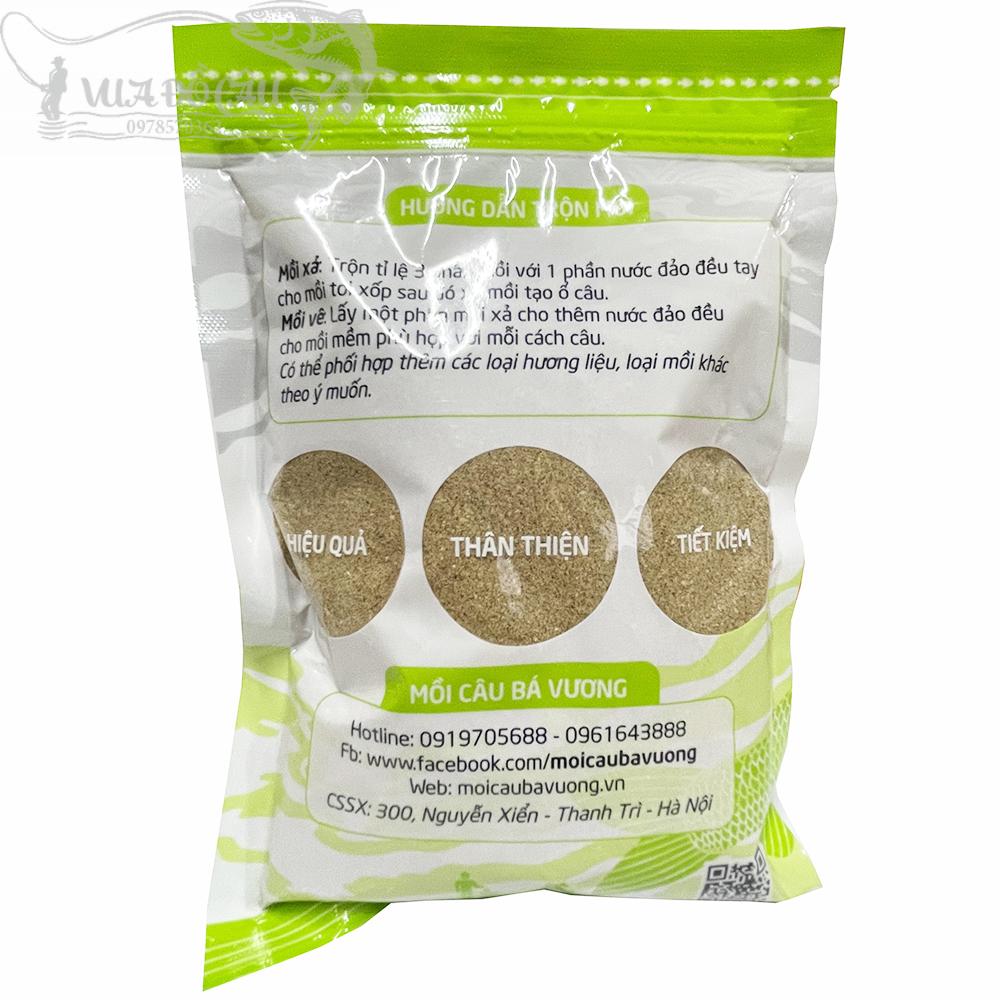 VUA ĐỒ CÂU
HƯỚNG DẪN TRỘN
Mồi xả: Trộn tỉ lệ 3 với 1 phần nước đảo đều tay
cho mồi tơi xốp sau đó mồi tạo ổ câu.
Mồi vê: Lấy một phần mồi xả cho thêm nước đảo đều
cho mồi mềm phù hợp với mỗi cách câu.
Có thể phối hợp thêm các loại hương liệu, loại mồi khác
theo ý muốn.
HIỆU QUẢ
THÂN THIỆN
TIẾT KIỆM
MỒI CÂU BÁ VƯƠNG
Hotline: 0919705688 - 0961643888
Fb: www.facebook.com/moicaubavuong
Web: moicaubavuong.vn
CSSX: 300, Nguyễn Xiển - Thanh Trì - Hà Nội